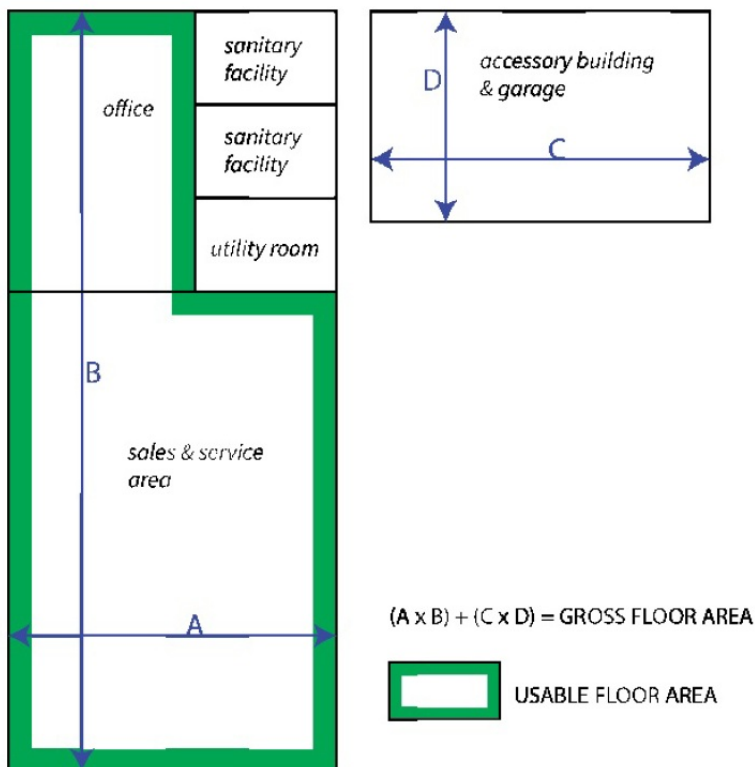 sanitary
facility
office
sanitary
facility
utility room
B
sales & service
area
A
accessory building
& garage
D
C
(A x B) + (C x D) = GROSS FLOOR AREA
USABLE FLOOR AREA